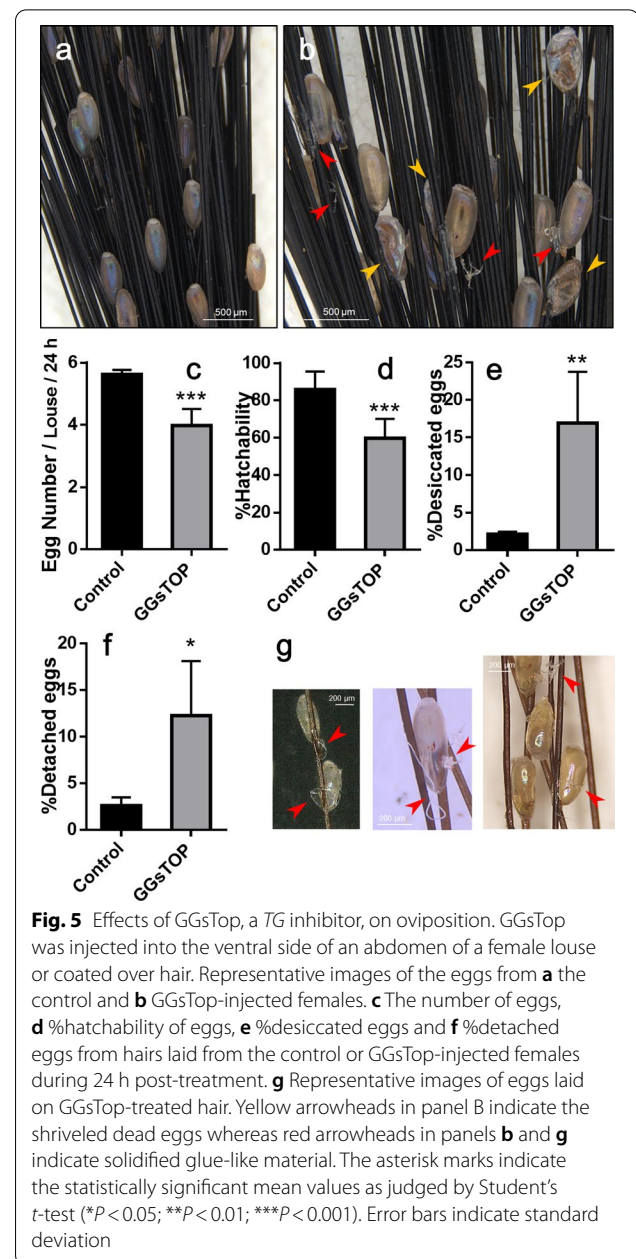 a
b
500 µm
500 µm
Egg Number / Louse / 24 h
6
4
2
0
c
***
Control
GGsTOP
%Hatchability
100
80
60
40
20
0
d
***
Control
GGsTOP
%Desiccated eggs
25
20
15
10
5
0
e
**
Control
GGsTOP
%Detached eggs
20
15
10
5
0
f
*
Control
GGsTOP
g
200 µm
200 µm
200 µm
Fig. 5 Effects of GGsTop, a TG inhibitor, on oviposition. GGsTop
was injected into the ventral side of an abdomen of a female louse
or coated over hair. Representative images of the eggs from a the
control and b GGsTop-injected females. c The number of eggs,
d %hatchability of eggs, e %desiccated eggs and f %detached
eggs from hairs laid from the control or GGsTop-injected females
during 24 h post-treatment. g Representative images of eggs laid
on GGsTop-treated hair. Yellow arrowheads in panel B indicate the
shriveled dead eggs whereas red arrowheads in panels b and g
indicate solidified glue-like material. The asterisk marks indicate
the statistically significant mean values as judged by Student's
t-test (*P < 0.05; **P < 0.01; ***P < 0.001). Error bars indicate standard
deviation